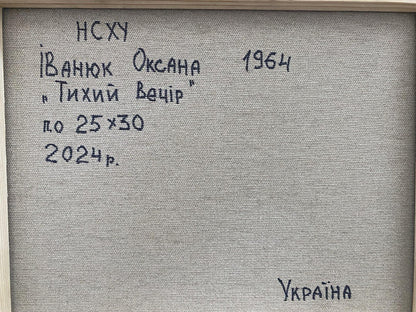 НСХУ
Іванюк Оксана 1964
„Тихий Вечір"
п.о 25×30
2024р.
Україна